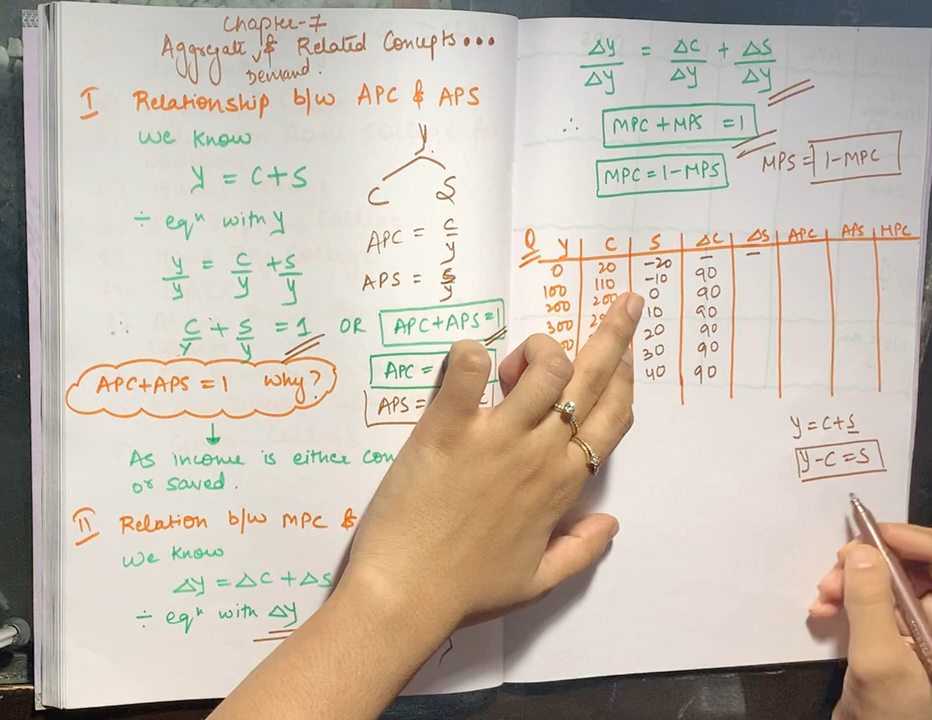 Chapter-7
Aggregate & Related Concepts...
Demand.
I Relationship b/w APC & APS
We know
Y = C+S
÷ eqⁿ with Y
Y/Y = C/Y + S/Y
∴ C/Y + S/Y = 1 OR APC+APS=1
Y
C S
APC = C/Y
APS = S/Y
APC =
APS =
APC+APS = 1 why?
↓
As income is either
or saved.
II Relation b/w MPC &
We know
ΔY = ΔC + ΔS
÷ eqⁿ with ΔY
ΔY/ΔY = ΔC/ΔY + ΔS/ΔY
∴ MPC+MPS = 1
MPC = 1-MPS
MPS = 1-MPC
Q Y C S ΔC ΔS APC APS MPC
0 20 -20 – –
100 110 -10 90
200 200 0 90
300 10 90
20 90
30 90
40 90
Y = C+S
Y-C = S